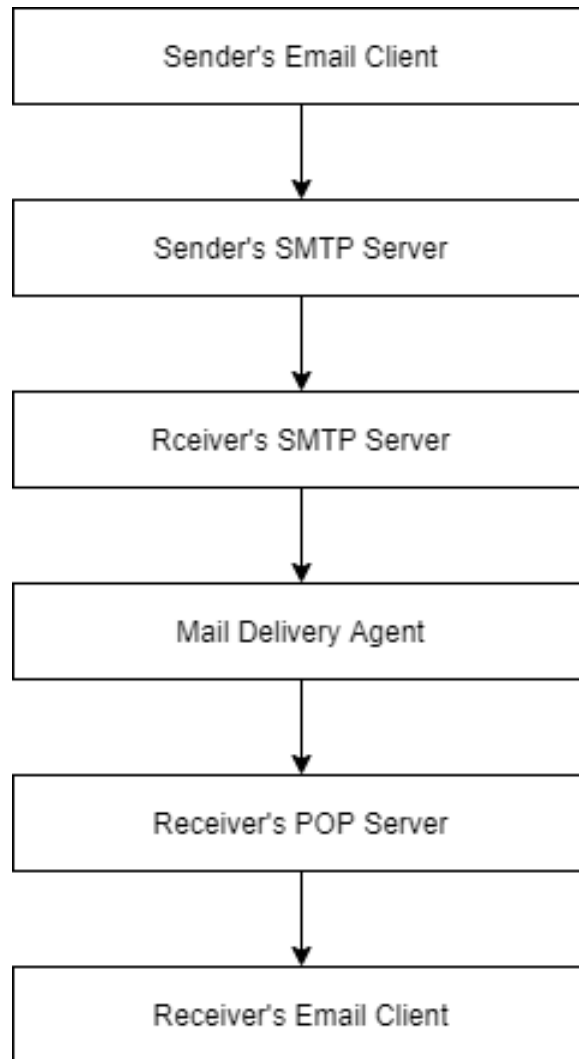 Sender's Email Client
Sender's SMTP Server
Rceiver's SMTP Server
Mail Delivery Agent
Receiver's POP Server
Receiver's Email Client